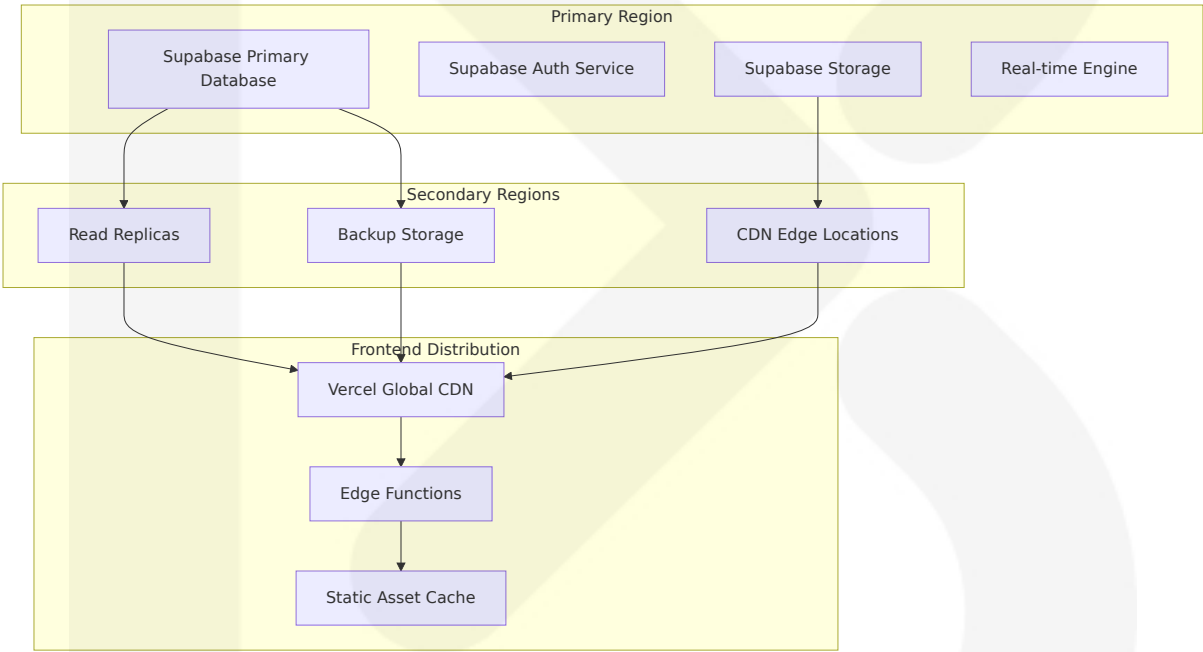 Primary Region
Supabase Primary
Database
Supabase Auth Service
Supabase Storage
Real-time Engine
Secondary Regions
Read Replicas
Backup Storage
CDN Edge Locations
Frontend Distribution
Vercel Global CDN
Edge Functions
Static Asset Cache